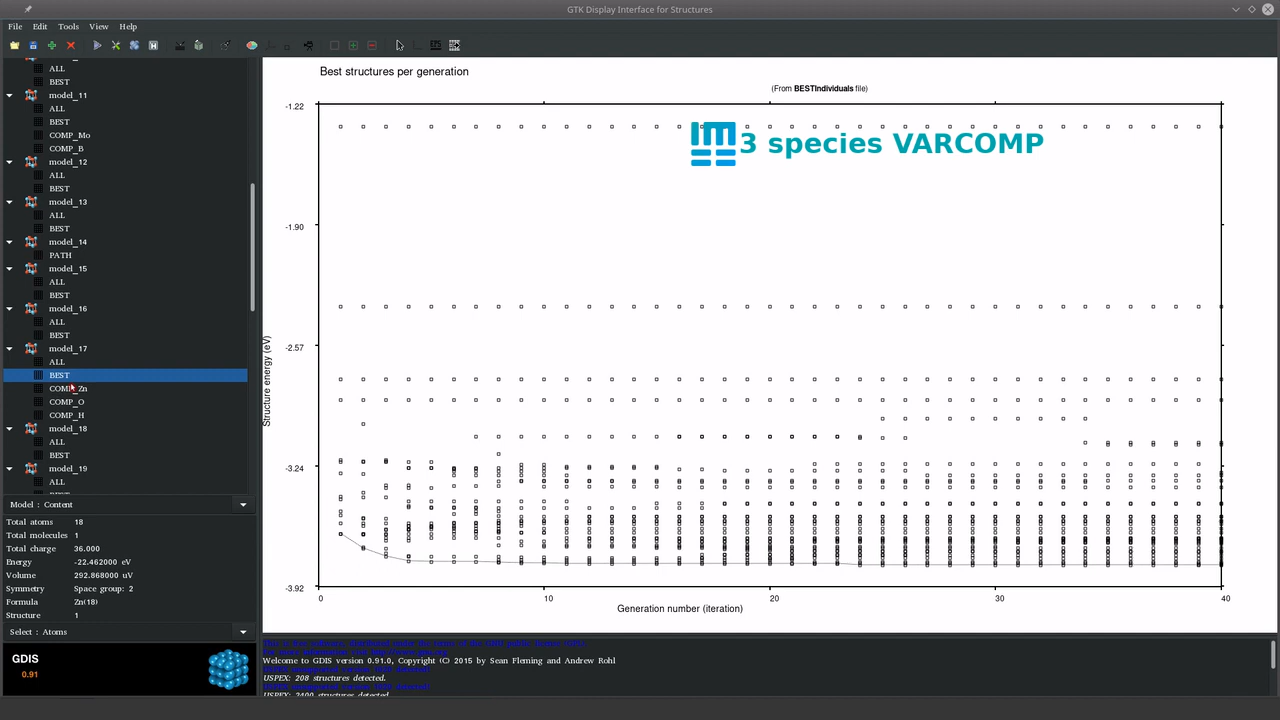 GTK Display Interface for Structures
File Edit Tools View Help
ALL
BEST
model_11
ALL
BEST
COMP_Mo
COMP_B
model_12
ALL
BEST
model_13
ALL
BEST
model_14
PATH
model_15
ALL
BEST
model_16
ALL
BEST
model_17
ALL
BEST
COMP_Zn
COMP_O
COMP_H
model_18
ALL
BEST
model_19
ALL
Model : Content
Total atoms 18
Total molecules 1
Total charge 36.000
Energy -22.462000 eV
Volume 292.868000 uV
Symmetry Space group: 2
Formula Zn(18)
Structure 1
Select : Atoms
GDIS
0.91
Best structures per generation
(From BESTIndividuals file)
3 species VARCOMP
Structure energy (eV)
-1.22
-1.90
-2.57
-3.24
-3.92
0 10 20 30 40
Generation number (iteration)
Welcome to GDIS version 0.91.0, Copyright (C) 2015 by Sean Fleming and Andrew Rohl
USPEX: 208 structures detected.
USPEX: 2400 structures detected.